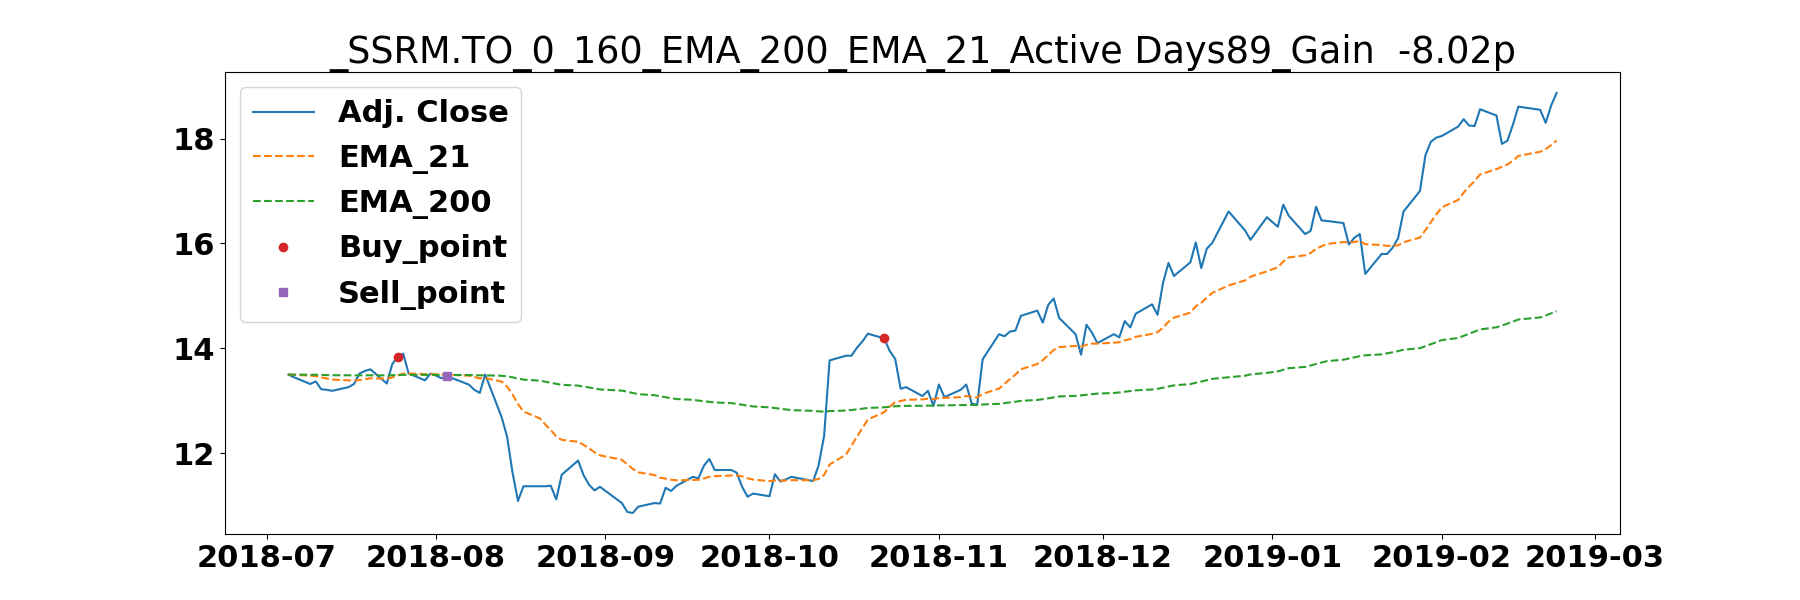 _SSRM.TO_0_160_EMA_200_EMA_21_Active Days89_Gain  -8.02p
Adj. Close
EMA_21
EMA_200
Buy_point
Sell_point
18
16
14
12
2018-07 2018-08 2018-09 2018-10 2018-11 2018-12 2019-01 2019-02 2019-03